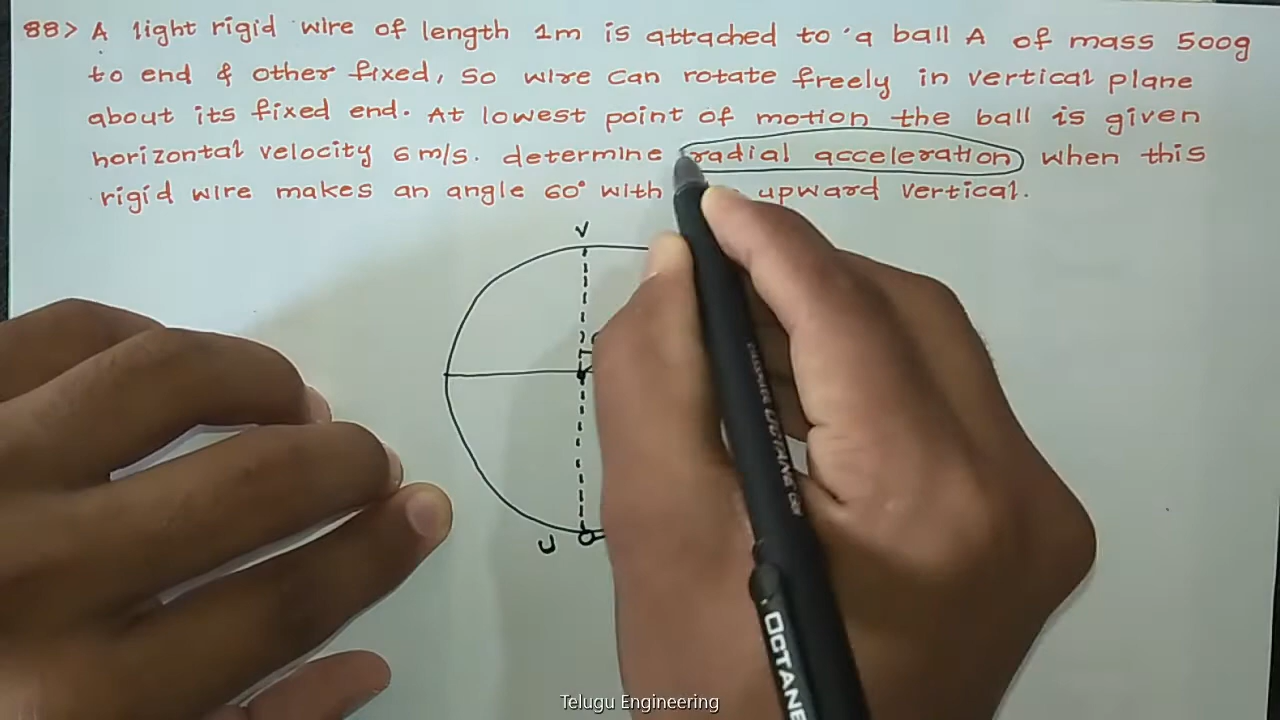 88> A light rigid wire of length 1m is attached to a ball A of mass 500g
to end & other fixed, so wire can rotate freely in vertical plane
about its fixed end. At lowest point of motion the ball is given
horizontal velocity 6 m/s. determine radial acceleration when this
rigid wire makes an angle 60° with upward vertical.
V
U
OCTANE
Telugu Engineering